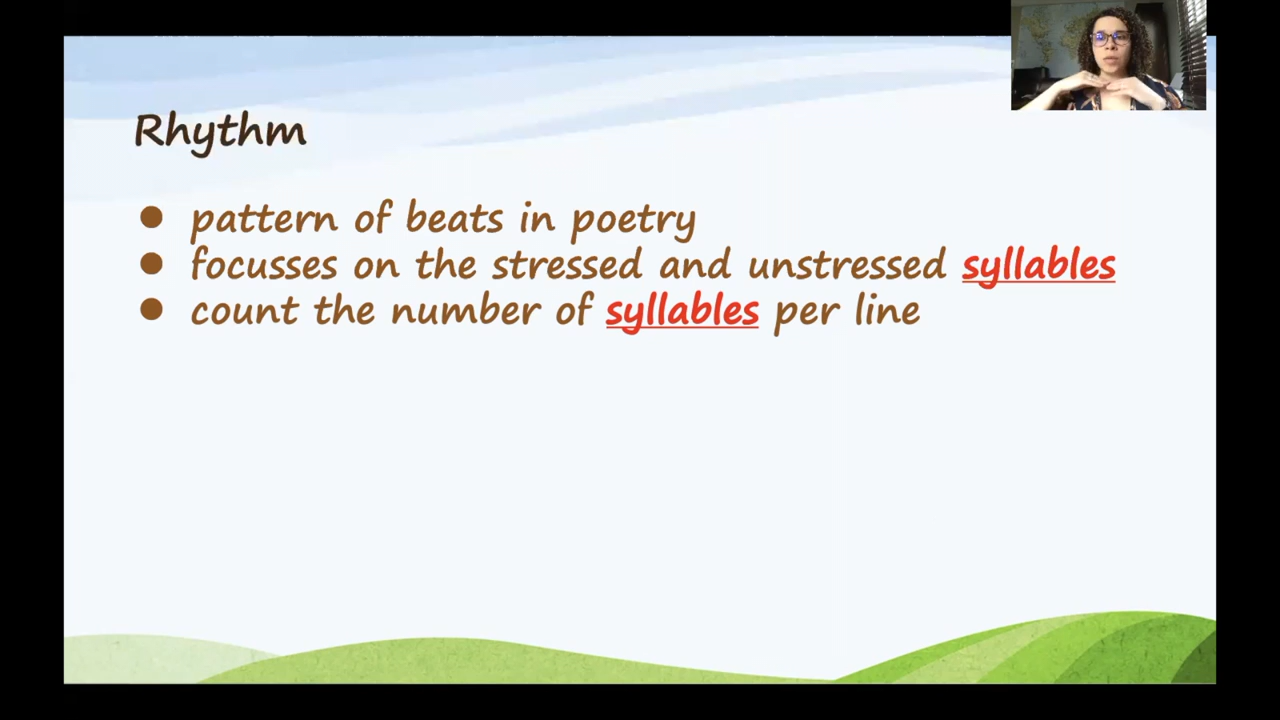 Rhythm
● pattern of beats in poetry
● focusses on the stressed and unstressed syllables
● count the number of syllables per line